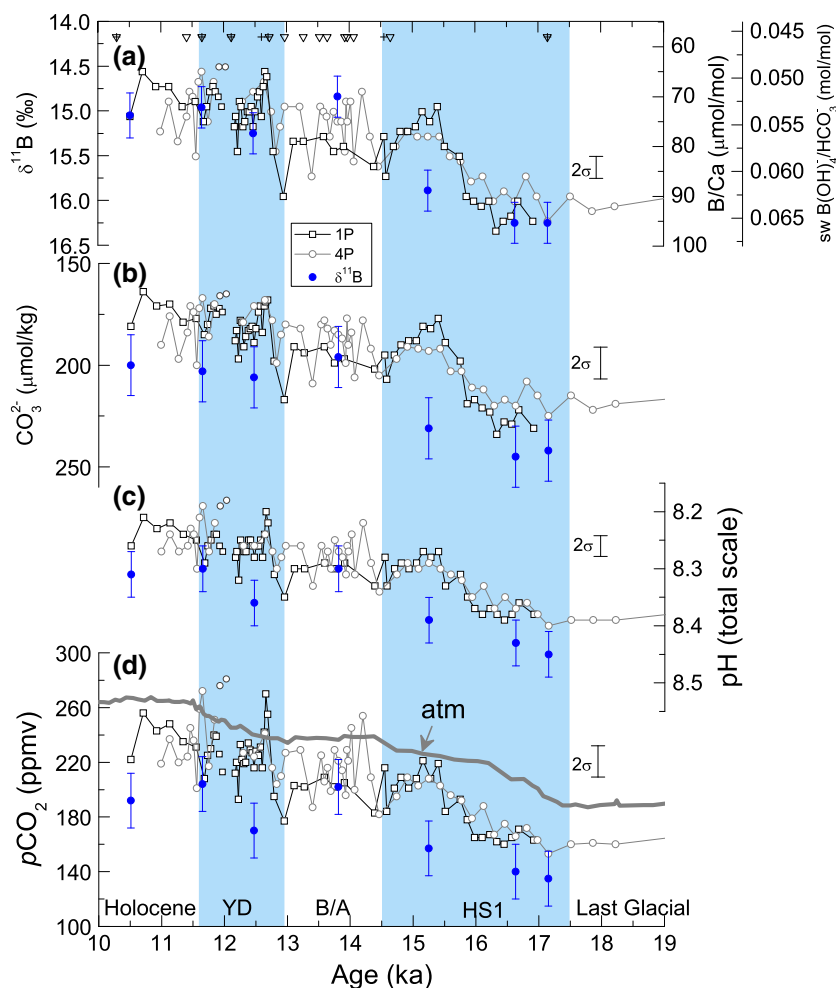 14.0
14.5
15.0
15.5
16.0
16.5
δ¹¹B (‰)
(a)
2σ
60
70
80
90
100
B/Ca (μmol/mol)
0.045
0.050
0.055
0.060
0.065
sw B(OH)₄⁻/HCO₃⁻ (mol/mol)
1P
4P
δ¹¹B
150
200
250
CO₃²⁻ (μmol/kg)
(b)
2σ
(c)
2σ
8.2
8.3
8.4
8.5
pH (total scale)
300
260
220
180
140
100
pCO₂ (ppmv)
(d)
atm
2σ
Holocene YD B/A HS1 Last Glacial
10 11 12 13 14 15 16 17 18 19
Age (ka)